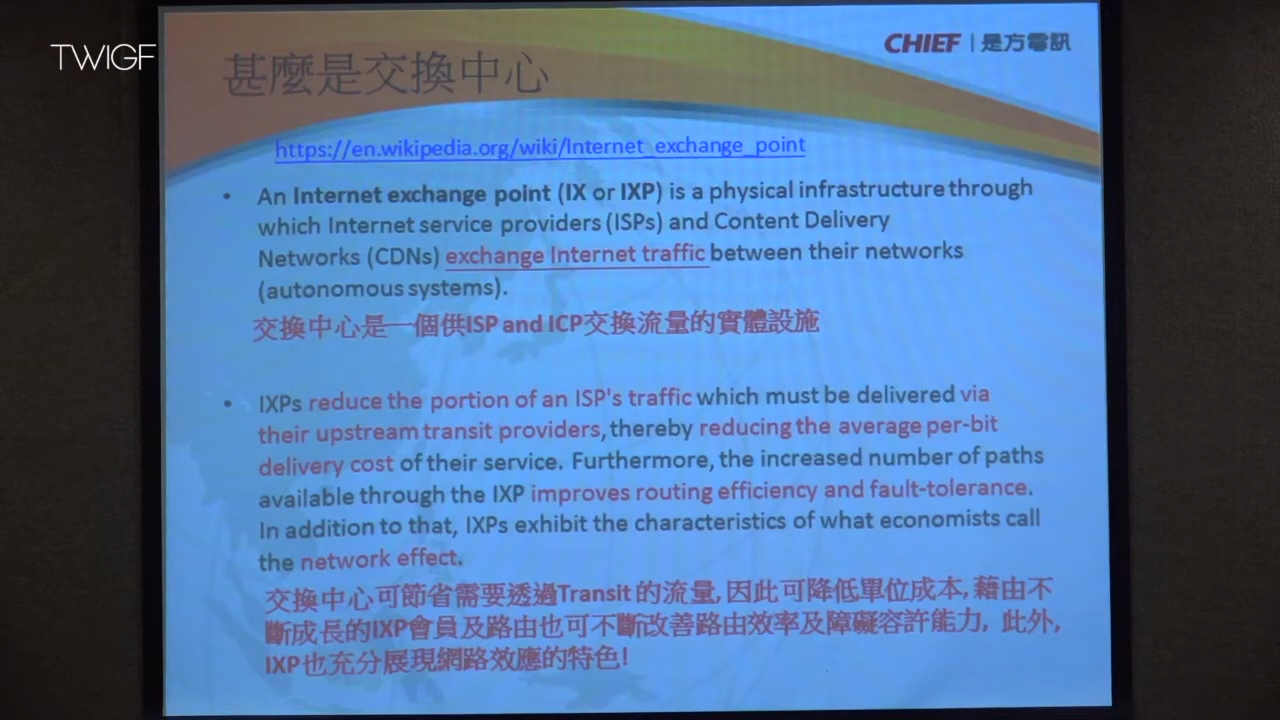 TWIGF
CHIEF | 是方電訊
甚麼是交換中心
https://en.wikipedia.org/wiki/Internet_exchange_point
• An Internet exchange point (IX or IXP) is a physical infrastructure through
which Internet service providers (ISPs) and Content Delivery
Networks (CDNs) exchange Internet traffic between their networks
(autonomous systems).
交換中心是一個供ISP and ICP交換流量的實體設施
• IXPs reduce the portion of an ISP's traffic which must be delivered via
their upstream transit providers, thereby reducing the average per-bit
delivery cost of their service. Furthermore, the increased number of paths
available through the IXP improves routing efficiency and fault-tolerance.
In addition to that, IXPs exhibit the characteristics of what economists call
the network effect.
交換中心可節省需要透過Transit 的流量, 因此可降低單位成本, 藉由不
斷成長的IXP會員及路由也可不斷改善路由效率及障礙容許能力, 此外,
IXP也充分展現網路效應的特色!